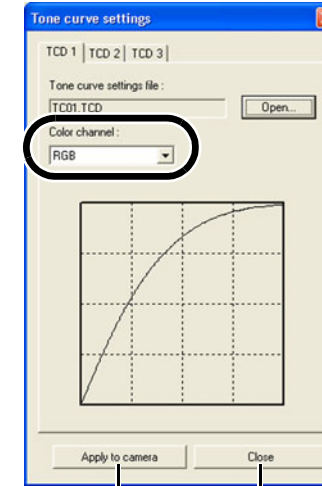 Tone curve settings
TCD 1 TCD 2 TCD 3
Tone curve settings file :
TC01.TCD Open...
Color channel :
RGB
Apply to camera Close